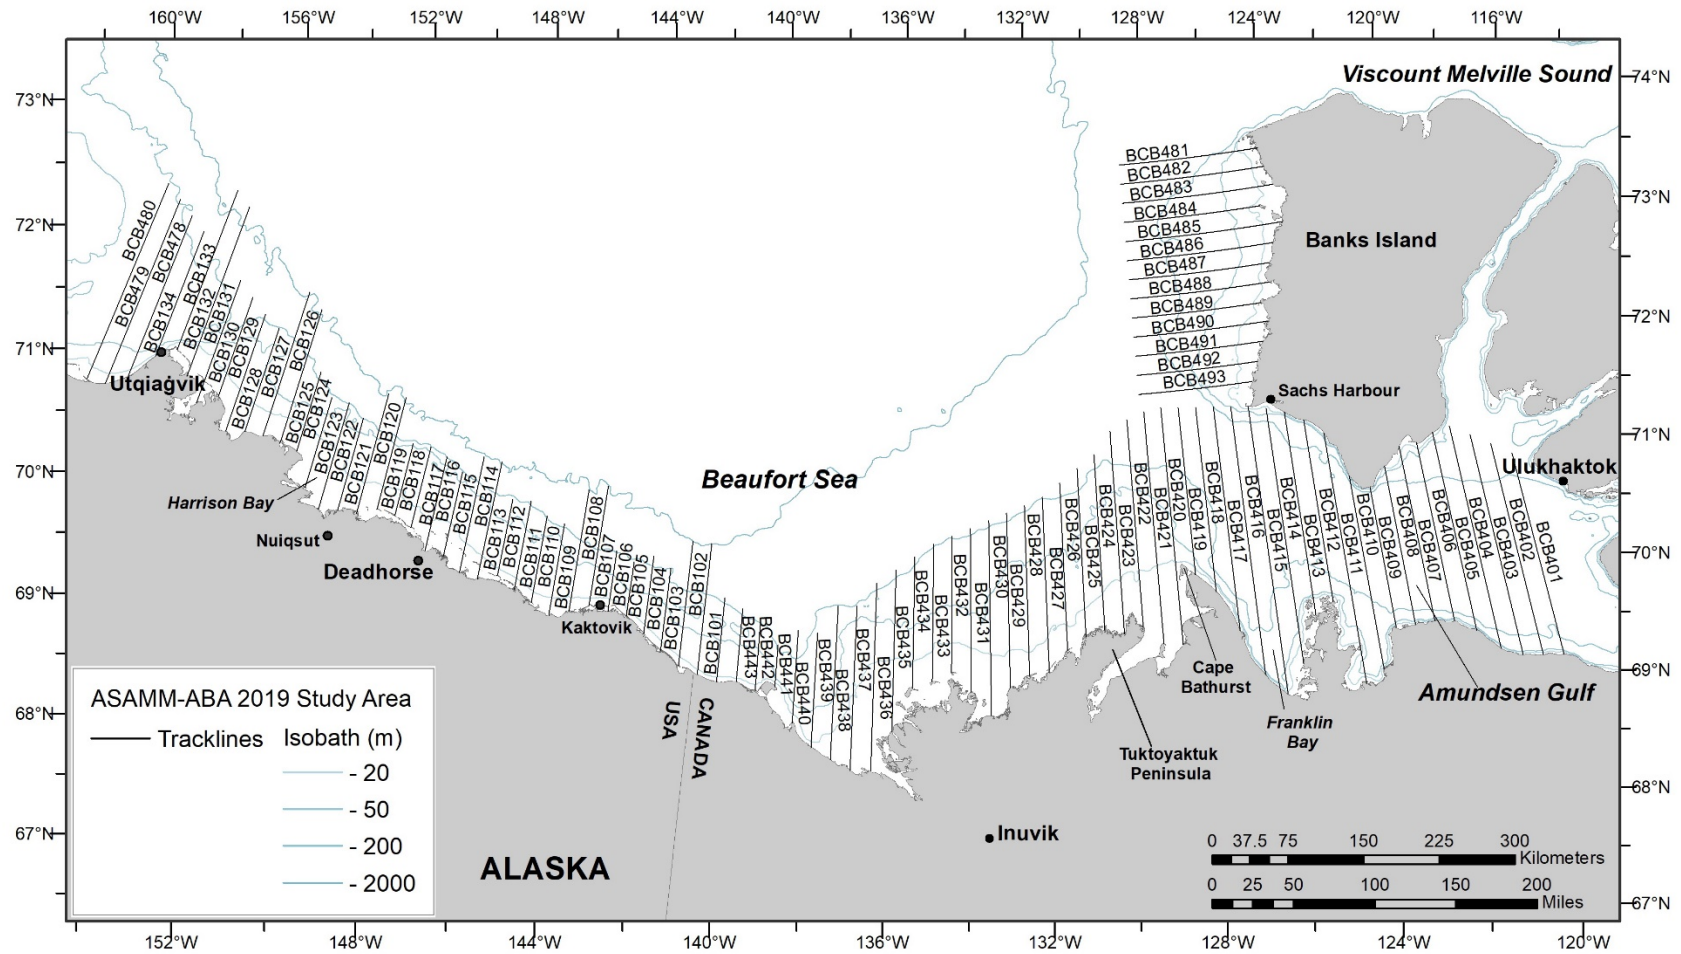 160°W
156°W
152°W
148°W
144°W
140°W
136°W
132°W
128°W
124°W
120°W
116°W
73°N
72°N
71°N
70°N
69°N
68°N
67°N
74°N
73°N
72°N
71°N
70°N
69°N
68°N
67°N
Viscount Melville Sound
Banks Island
Sachs Harbour
Ulukhaktok
Beaufort Sea
Utqiaġvik
Harrison Bay
Nuiqsut
Deadhorse
Kaktovik
BCB480
BCB479
BCB478
BCB134
BCB133
BCB132
BCB131
BCB130
BCB129
BCB128
BCB127
BCB126
BCB125
BCB124
BCB123
BCB122
BCB121
BCB120
BCB119
BCB118
BCB117
BCB116
BCB115
BCB114
BCB113
BCB112
BCB111
BCB110
BCB109
BCB108
BCB107
BCB106
BCB105
BCB104
BCB103
BCB102
BCB101
BCB443
BCB442
BCB441
BCB440
BCB439
BCB438
BCB437
BCB436
BCB435
BCB434
BCB433
BCB432
BCB431
BCB430
BCB429
BCB428
BCB427
BCB426
BCB425
BCB424
BCB423
BCB422
BCB421
BCB420
BCB419
BCB418
BCB417
BCB416
BCB415
BCB414
BCB413
BCB412
BCB411
BCB410
BCB409
BCB408
BCB407
BCB406
BCB405
BCB404
BCB403
BCB402
BCB401
BCB481
BCB482
BCB483
BCB484
BCB485
BCB486
BCB487
BCB488
BCB489
BCB490
BCB491
BCB492
BCB493
Cape
Bathurst
Franklin
Bay
Amundsen Gulf
Tuktoyaktuk
Peninsula
Inuvik
USA
CANADA
ALASKA
ASAMM-ABA 2019 Study Area
Tracklines
Isobath (m)
- 20
- 50
- 200
- 2000
0 37.5 75 150 225 300
Kilometers
0 25 50 100 150 200
Miles
152°W
148°W
144°W
140°W
136°W
132°W
128°W
124°W
120°W